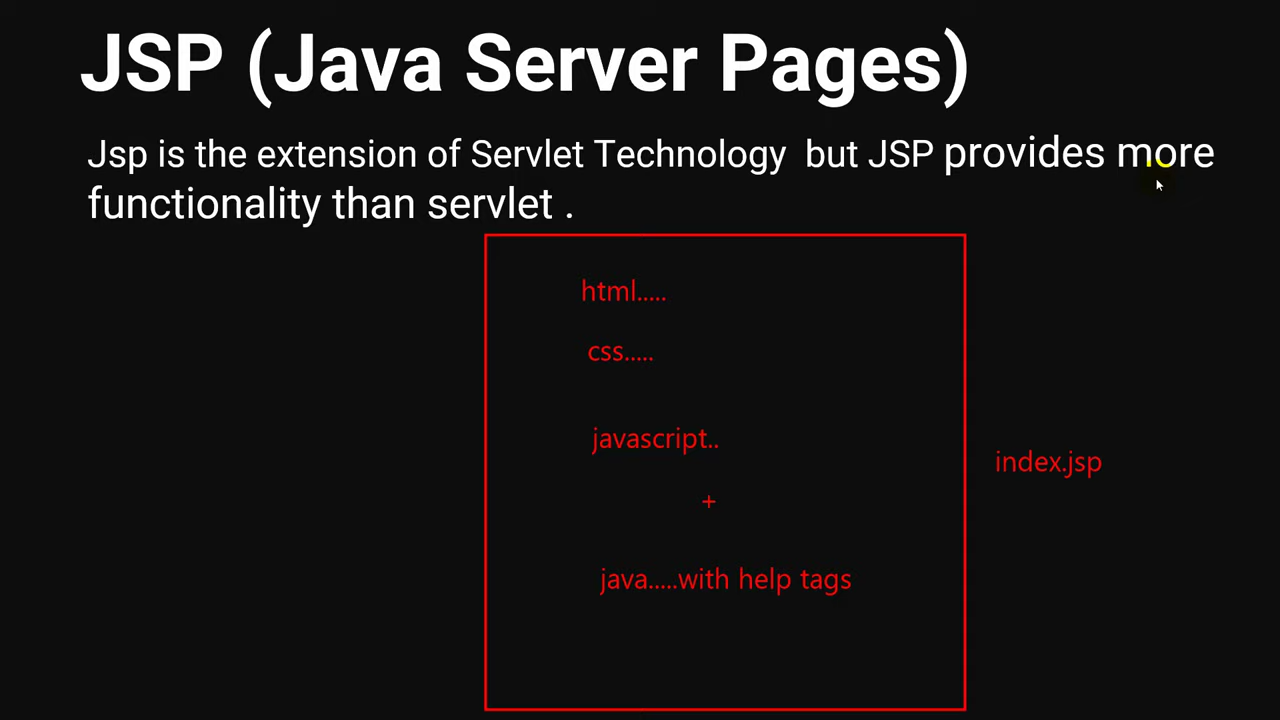 JSP (Java Server Pages)
Jsp is the extension of Servlet Technology  but JSP provides more
functionality than servlet .
html.....
css.....
javascript..
+
java.....with help tags
index.jsp